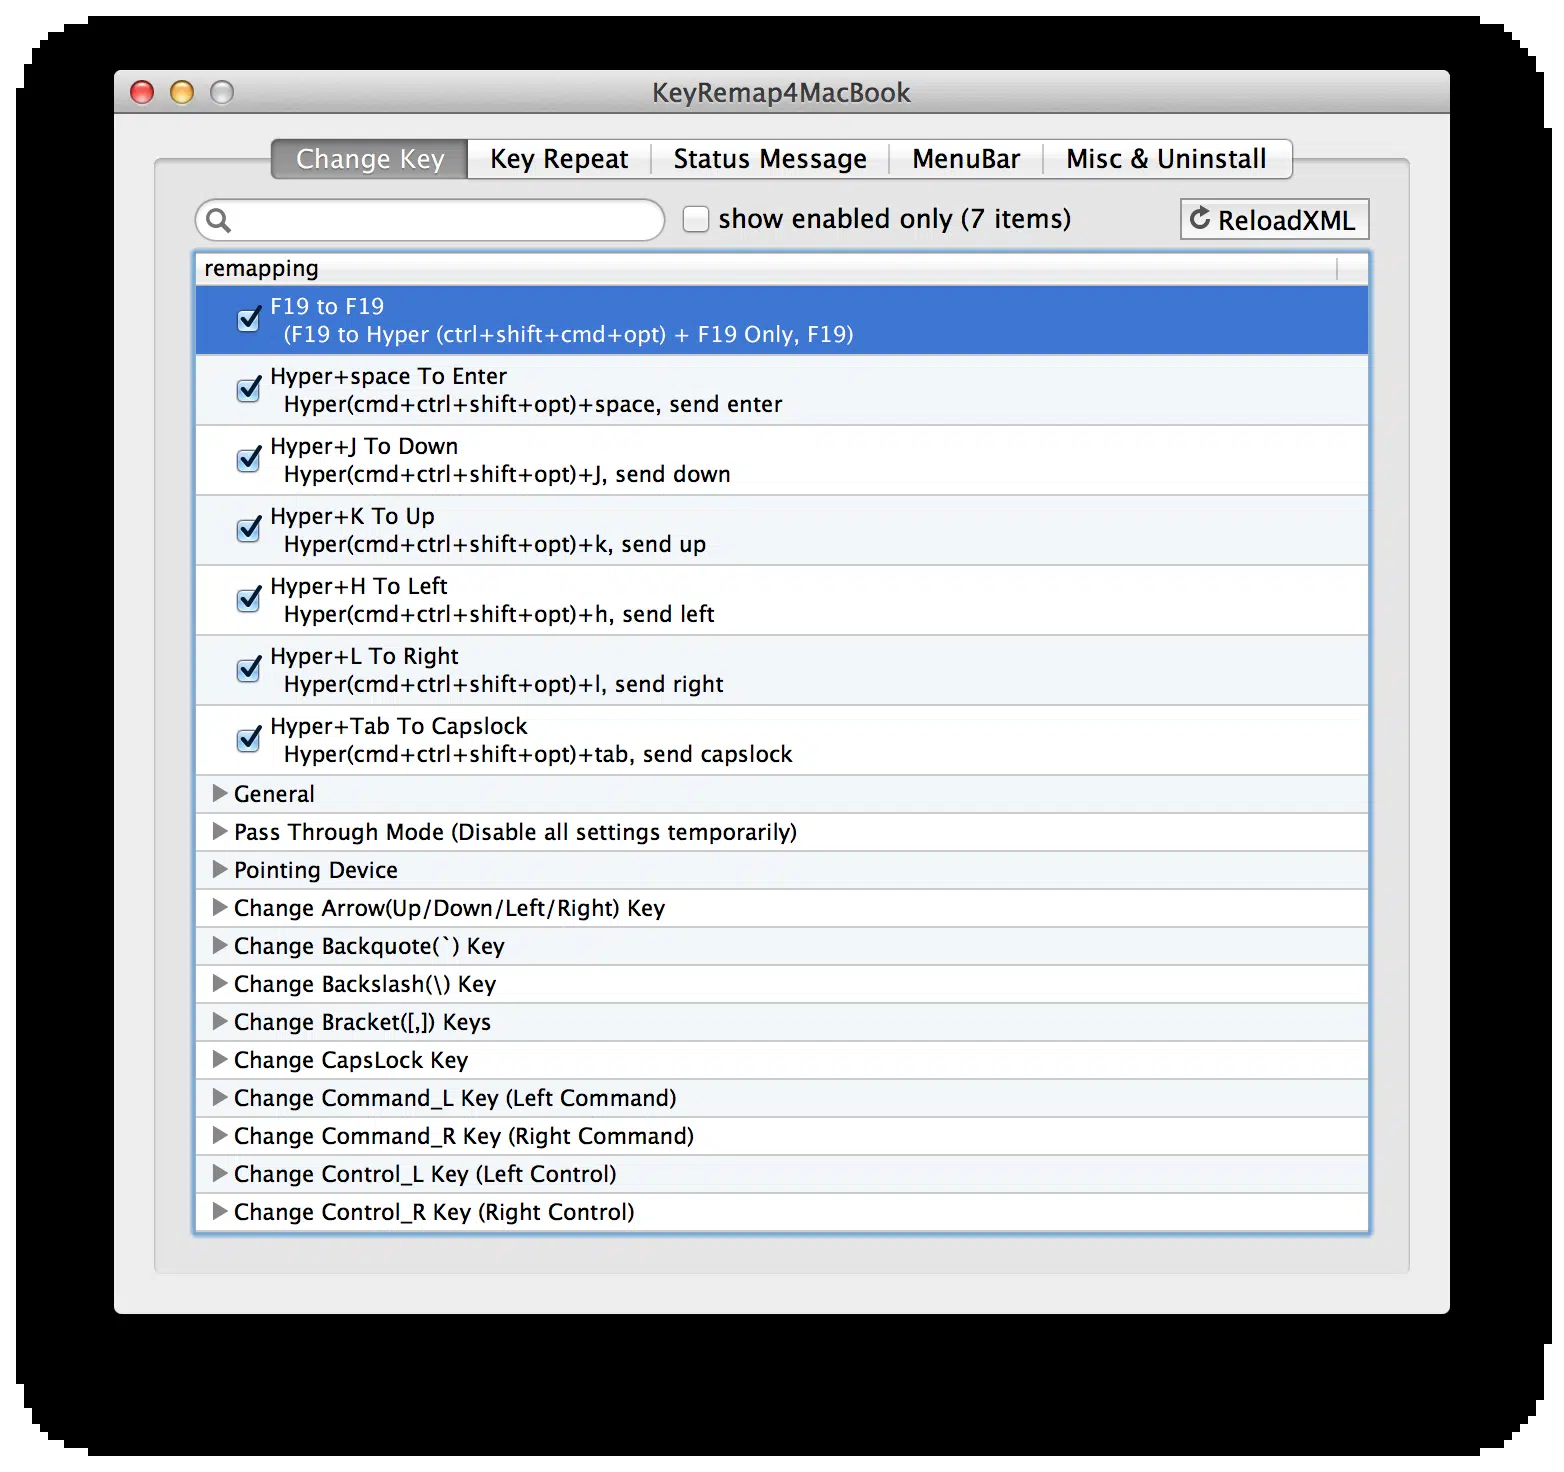 KeyRemap4MacBook
Change Key
Key Repeat
Status Message
MenuBar
Misc & Uninstall
show enabled only (7 items)
ReloadXML
remapping
F19 to F19
(F19 to Hyper (ctrl+shift+cmd+opt) + F19 Only, F19)
Hyper+space To Enter
Hyper(cmd+ctrl+shift+opt)+space, send enter
Hyper+J To Down
Hyper(cmd+ctrl+shift+opt)+J, send down
Hyper+K To Up
Hyper(cmd+ctrl+shift+opt)+k, send up
Hyper+H To Left
Hyper(cmd+ctrl+shift+opt)+h, send left
Hyper+L To Right
Hyper(cmd+ctrl+shift+opt)+l, send right
Hyper+Tab To Capslock
Hyper(cmd+ctrl+shift+opt)+tab, send capslock
General
Pass Through Mode (Disable all settings temporarily)
Pointing Device
Change Arrow(Up/Down/Left/Right) Key
Change Backquote(`) Key
Change Backslash(\) Key
Change Bracket([,]) Keys
Change CapsLock Key
Change Command_L Key (Left Command)
Change Command_R Key (Right Command)
Change Control_L Key (Left Control)
Change Control_R Key (Right Control)